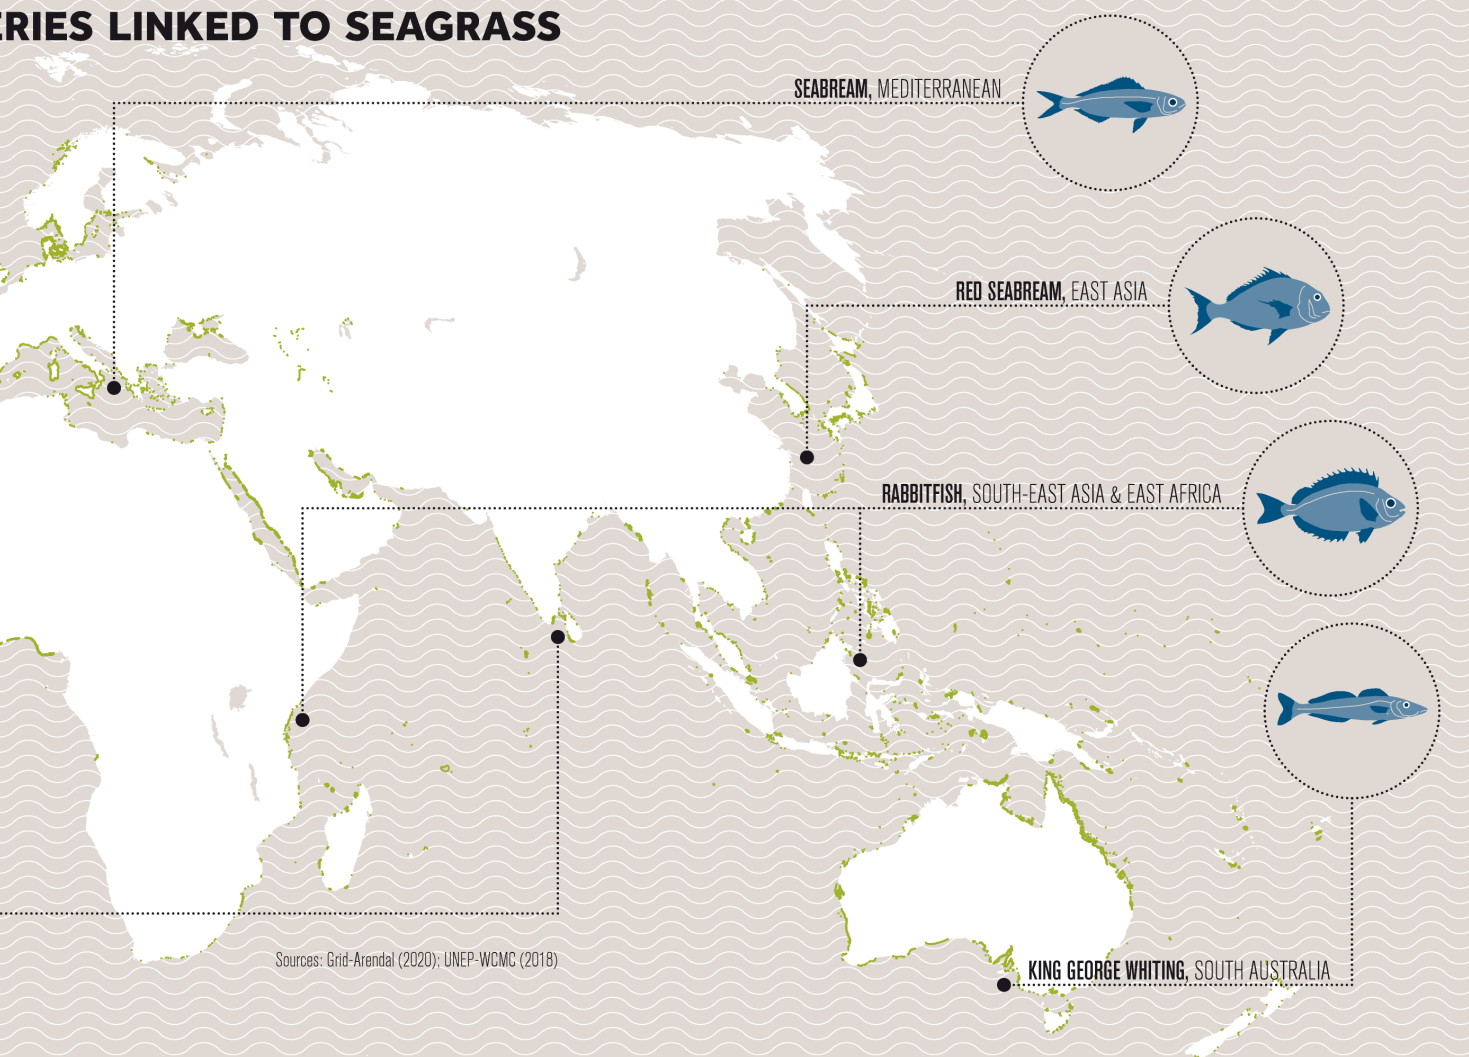 ERIES LINKED TO SEAGRASS
SEABREAM, MEDITERRANEAN
RED SEABREAM, EAST ASIA
RABBITFISH, SOUTH-EAST ASIA & EAST AFRICA
KING GEORGE WHITING, SOUTH AUSTRALIA
Sources: Grid-Arendal (2020); UNEP-WCMC (2018)